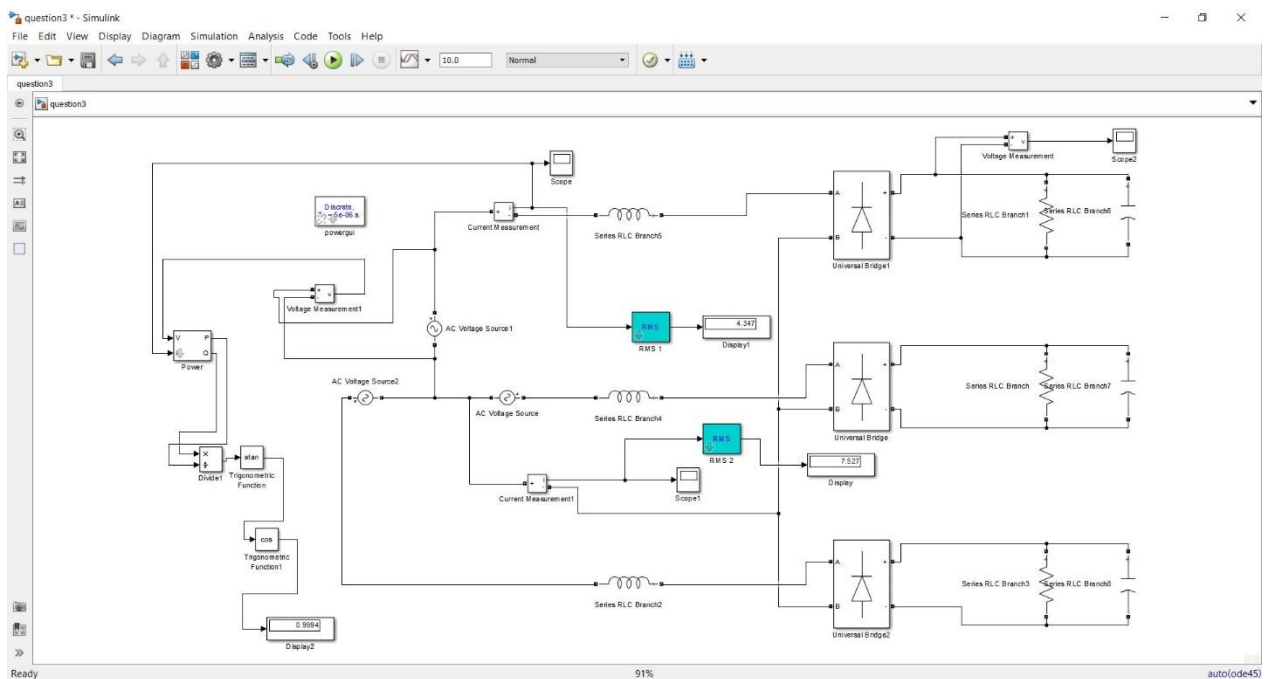 question3 * - Simulink
File Edit View Display Diagram Simulation Analysis Code Tools Help
10.0
Normal
question3
question3
Scope
Voltage Measurement
Scope2
Discrete,
5e-06 s.
powergui
Current Measurement
Series RLC Branch5
Series RLC Branch1
Series RLC Branch6
A
B
+
-
Universal Bridge1
Voltage Measurement1
AC Voltage Source1
RMS
RMS 1
4.347
Display1
V
P
Q
Power
AC Voltage Source2
AC Voltage Source
Series RLC Branch4
A
B
+
-
Universal Bridge
Series RLC Branch
Series RLC Branch7
RMS
RMS 2
7.527
Display
×
÷
Divide1
atan
Trigonometric
Function
Current Measurement1
Scope1
cos
Trigonometric
Function1
Series RLC Branch2
A
B
+
-
Universal Bridge2
Series RLC Branch3
Series RLC Branch8
0.9994
Display2
Ready
91%
auto(ode45)